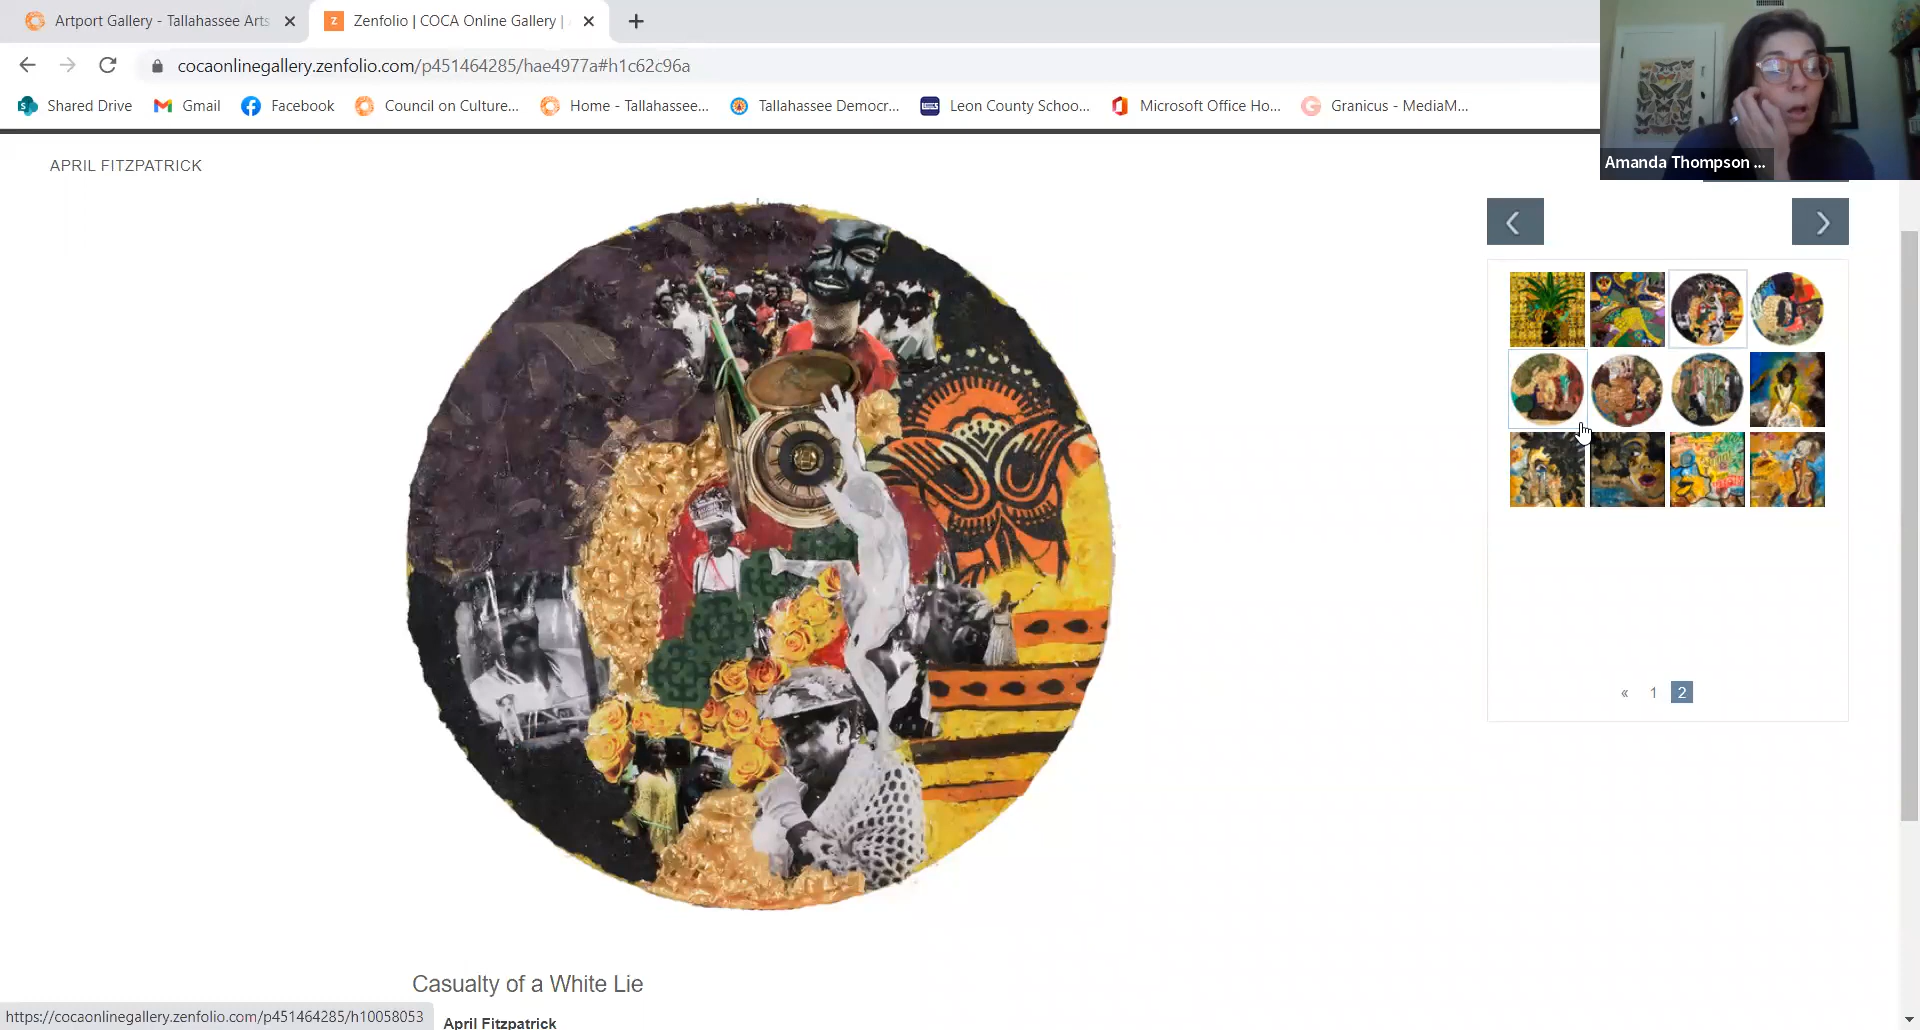 Artport Gallery - Tallahassee Arts
Zenfolio | COCA Online Gallery |
cocaonlinegallery.zenfolio.com/p451464285/hae4977a#h1c62c96a
Shared Drive
Gmail
Facebook
Council on Culture...
Home - Tallahassee...
Tallahassee Democr...
Leon County Schoo...
Microsoft Office Ho...
Granicus - MediaM...
Amanda Thompson ...
APRIL FITZPATRICK
« 1 2
Casualty of a White Lie
April Fitzpatrick
https://cocaonlinegallery.zenfolio.com/p451464285/h10058053